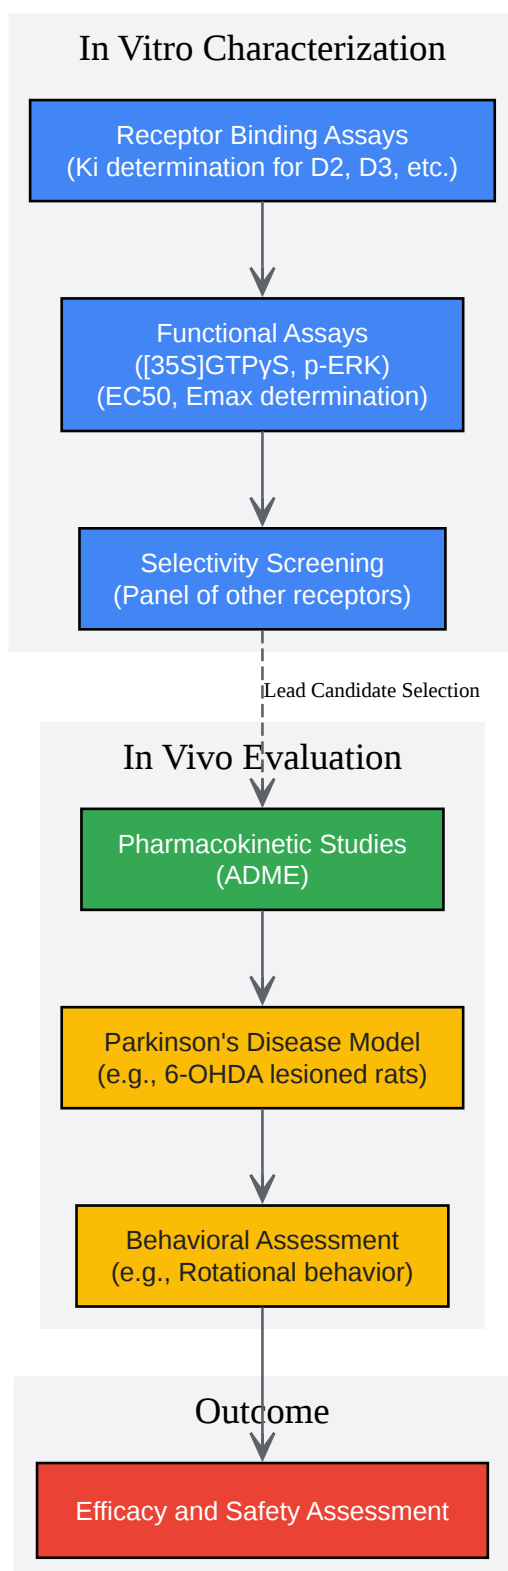 In Vitro Characterization
Receptor Binding Assays
(Ki determination for D2, D3, etc.)
Functional Assays
([35S]GTPγS, p-ERK)
(EC50, Emax determination)
Selectivity Screening
(Panel of other receptors)
Lead Candidate Selection
In Vivo Evaluation
Pharmacokinetic Studies
(ADME)
Parkinson's Disease Model
(e.g., 6-OHDA lesioned rats)
Behavioral Assessment
(e.g., Rotational behavior)
Outcome
Efficacy and Safety Assessment